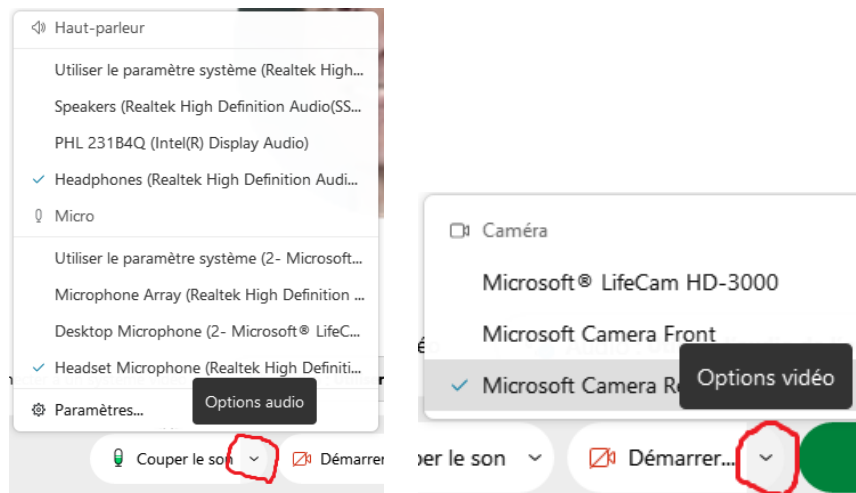 Haut-parleur
Utiliser le paramètre système (Realtek High...
Speakers (Realtek High Definition Audio(SS...
PHL 231B4Q (Intel(R) Display Audio)
Headphones (Realtek High Definition Audi...
Micro
Utiliser le paramètre système (2- Microsoft...
Microphone Array (Realtek High Definition ...
Desktop Microphone (2- Microsoft® LifeC...
Headset Microphone (Realtek High Definiti...
Paramètres...
Options audio
Couper le son
Démarrer
Caméra
Microsoft® LifeCam HD-3000
Microsoft Camera Front
Microsoft Camera
Options vidéo
per le son
Démarrer...